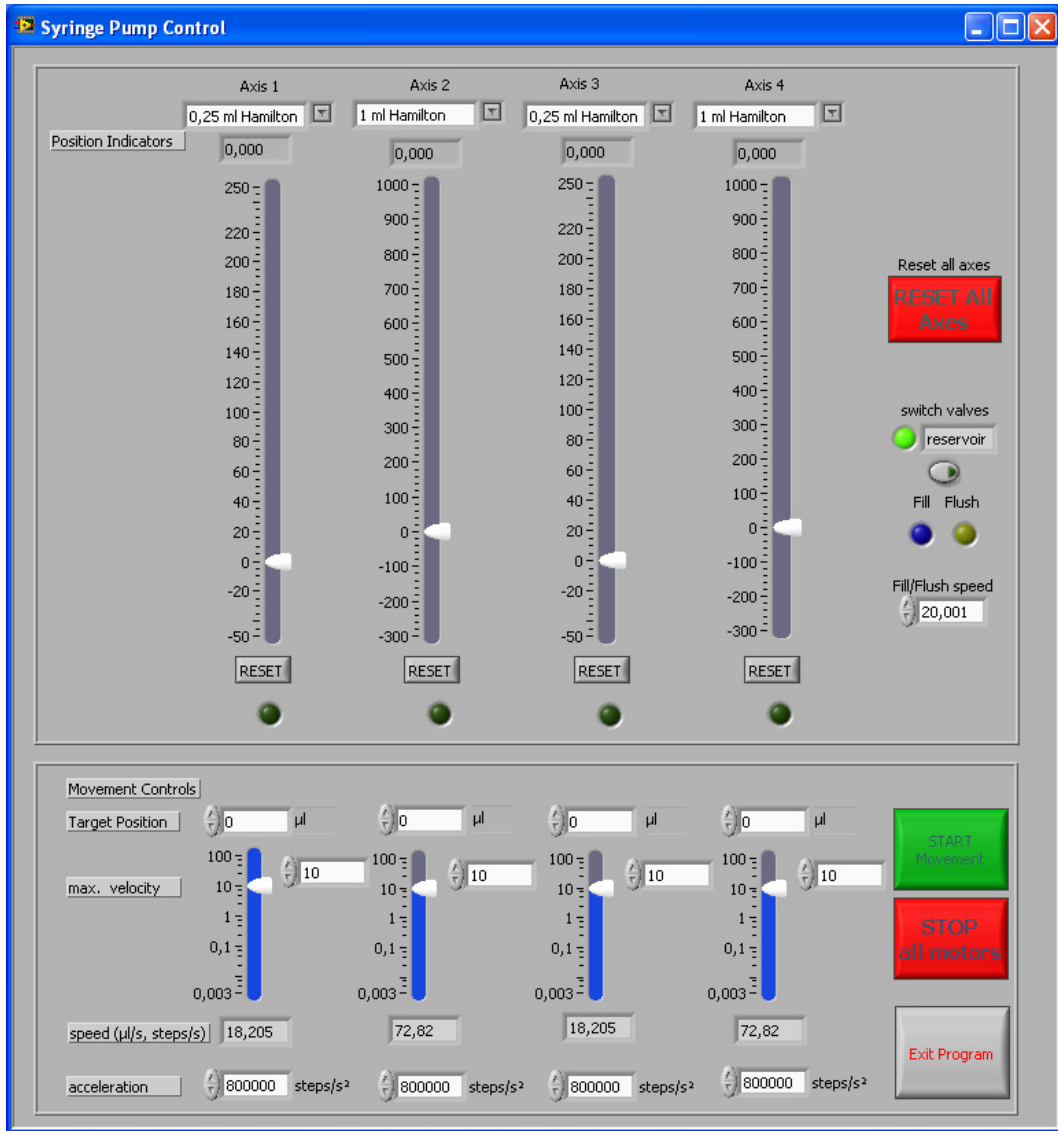 Syringe Pump Control
Axis 1 Axis 2 Axis 3 Axis 4
0,25 ml Hamilton 1 ml Hamilton 0,25 ml Hamilton 1 ml Hamilton
Position Indicators
0,000 0,000 0,000 0,000
250 1000 250 1000
220 900 220 900
200 800 200 800
180 700 180 700
160 600 160 600
140 500 140 500
120 400 120 400
100 300 100 300
80 200 80 200
60 100 60 100
40 0 40 0
20 -100 20 -100
0 -200 0 -200
-20 -300 -20 -300
-50 -50
RESET RESET RESET RESET
Reset all axes
RESET All
Axes
switch valves
reservoir
Fill Flush
Fill/Flush speed
20,001
Movement Controls
Target Position 0 µl 0 µl 0 µl 0 µl
max. velocity
100 100 100 100
10 10 10 10 10 10 10 10
1 1 1 1
0,1 0,1 0,1 0,1
0,003 0,003 0,003 0,003
speed (µl/s, steps/s) 18,205 72,82 18,205 72,82
acceleration 800000 steps/s² 800000 steps/s² 800000 steps/s² 800000 steps/s²
START
Movement
STOP
all motors
Exit Program